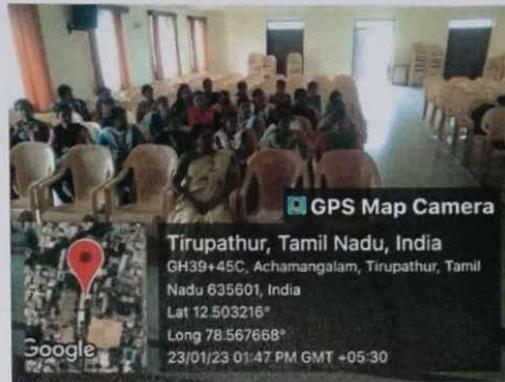 GPS Map Camera
Tirupathur, Tamil Nadu, India
GH39+45C, Achamangalam, Tirupathur, Tamil
Nadu 635601, India
Lat 12.503216°
Long 78.567668°
23/01/23 01:47 PM GMT +05:30
Google